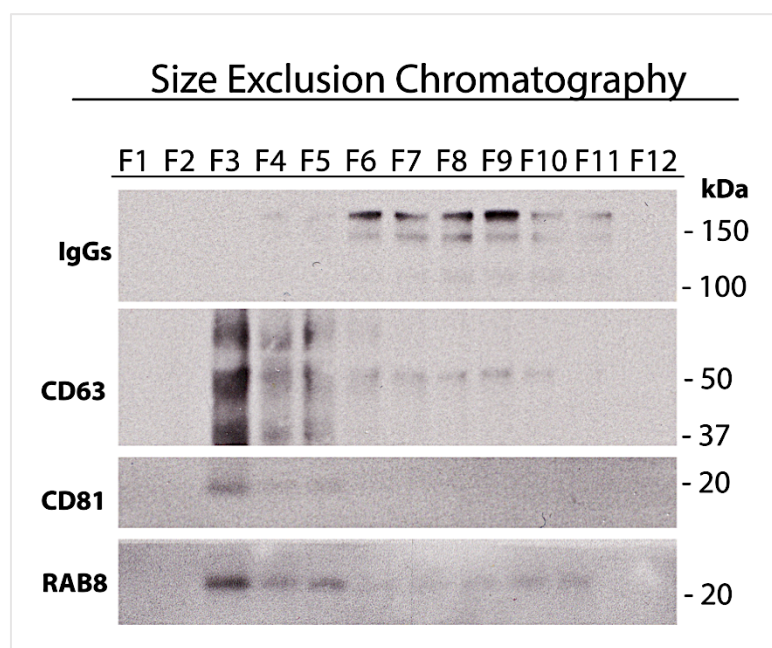 Size Exclusion Chromatography
F1 F2 F3 F4 F5 F6 F7 F8 F9 F10 F11 F12
kDa
IgGs
- 150
- 100
CD63
- 50
- 37
CD81
- 20
RAB8
- 20